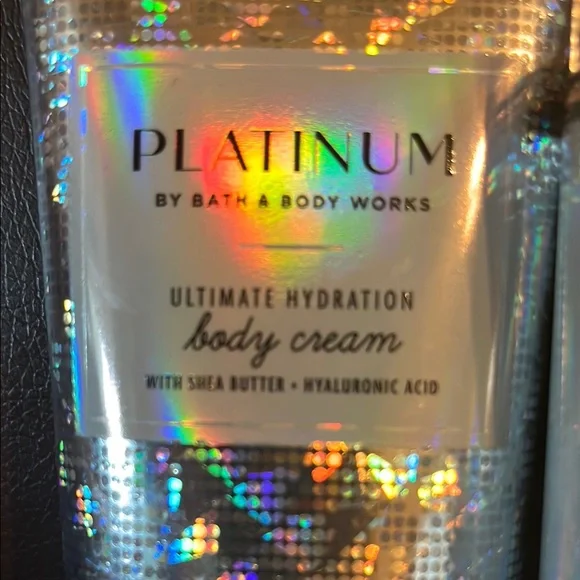 PLATINUM
BY BATH & BODY WORKS
ULTIMATE HYDRATION
body cream
WITH SHEA BUTTER • HYALURONIC ACID